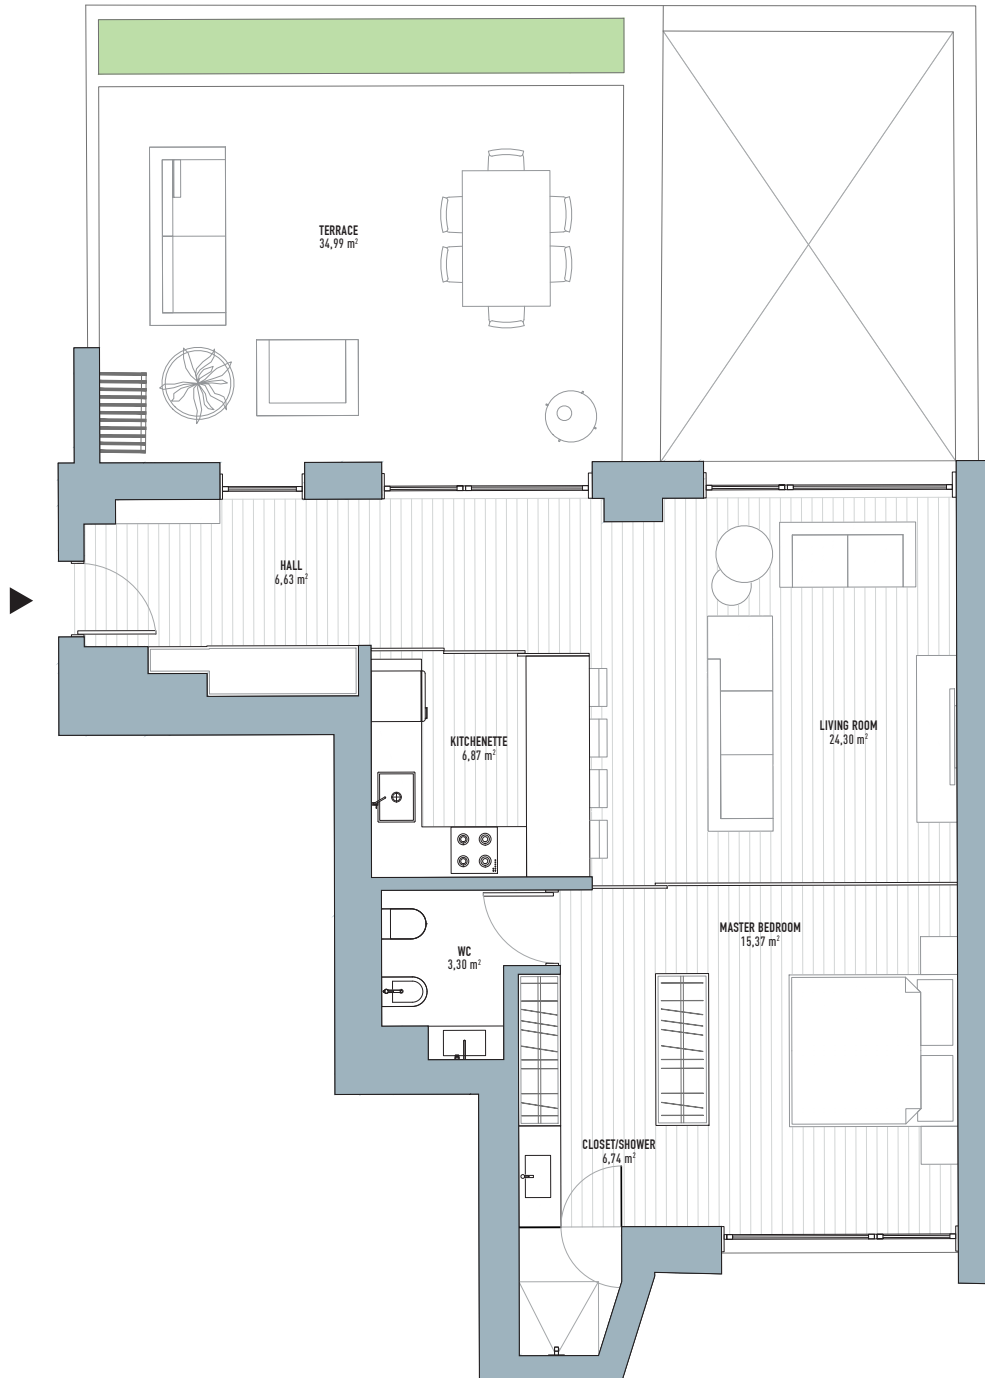 TERRACE
34,99 m²
HALL
6,63 m²
LIVING ROOM
24,30 m²
KITCHENETTE
6,87 m²
MASTER BEDROOM
15,37 m²
WC
3,30 m²
CLOSET/SHOWER
6,74 m²